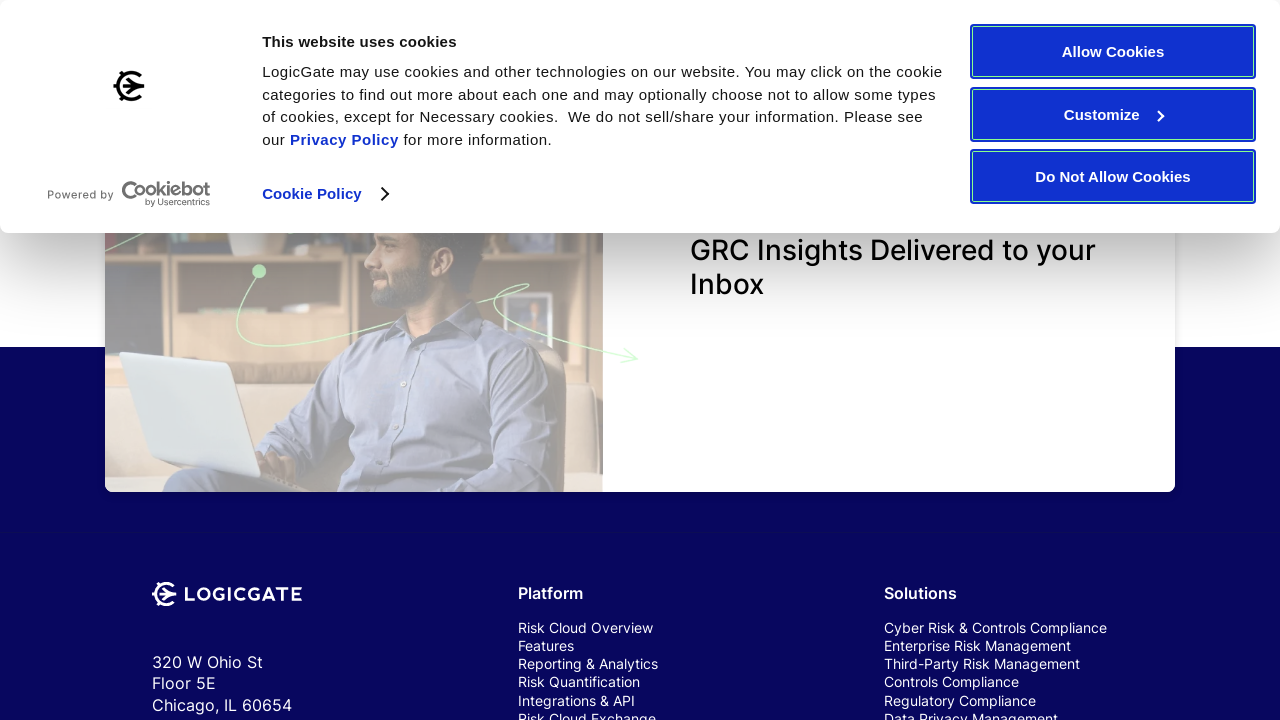 This website uses cookies
LogicGate may use cookies and other technologies on our website. You may click on the cookie
categories to find out more about each one and may optionally choose not to allow some types
of cookies, except for Necessary cookies.  We do not sell/share your information. Please see
our Privacy Policy for more information.
Powered by Cookiebot
by Usercentrics
Cookie Policy
Allow Cookies
Customize
Do Not Allow Cookies
GRC Insights Delivered to your
Inbox
LOGICGATE
320 W Ohio St
Floor 5E
Chicago, IL 60654
Platform
Risk Cloud Overview
Features
Reporting & Analytics
Risk Quantification
Integrations & API
Risk Cloud Exchange
Solutions
Cyber Risk & Controls Compliance
Enterprise Risk Management
Third-Party Risk Management
Controls Compliance
Regulatory Compliance
Data Privacy Management